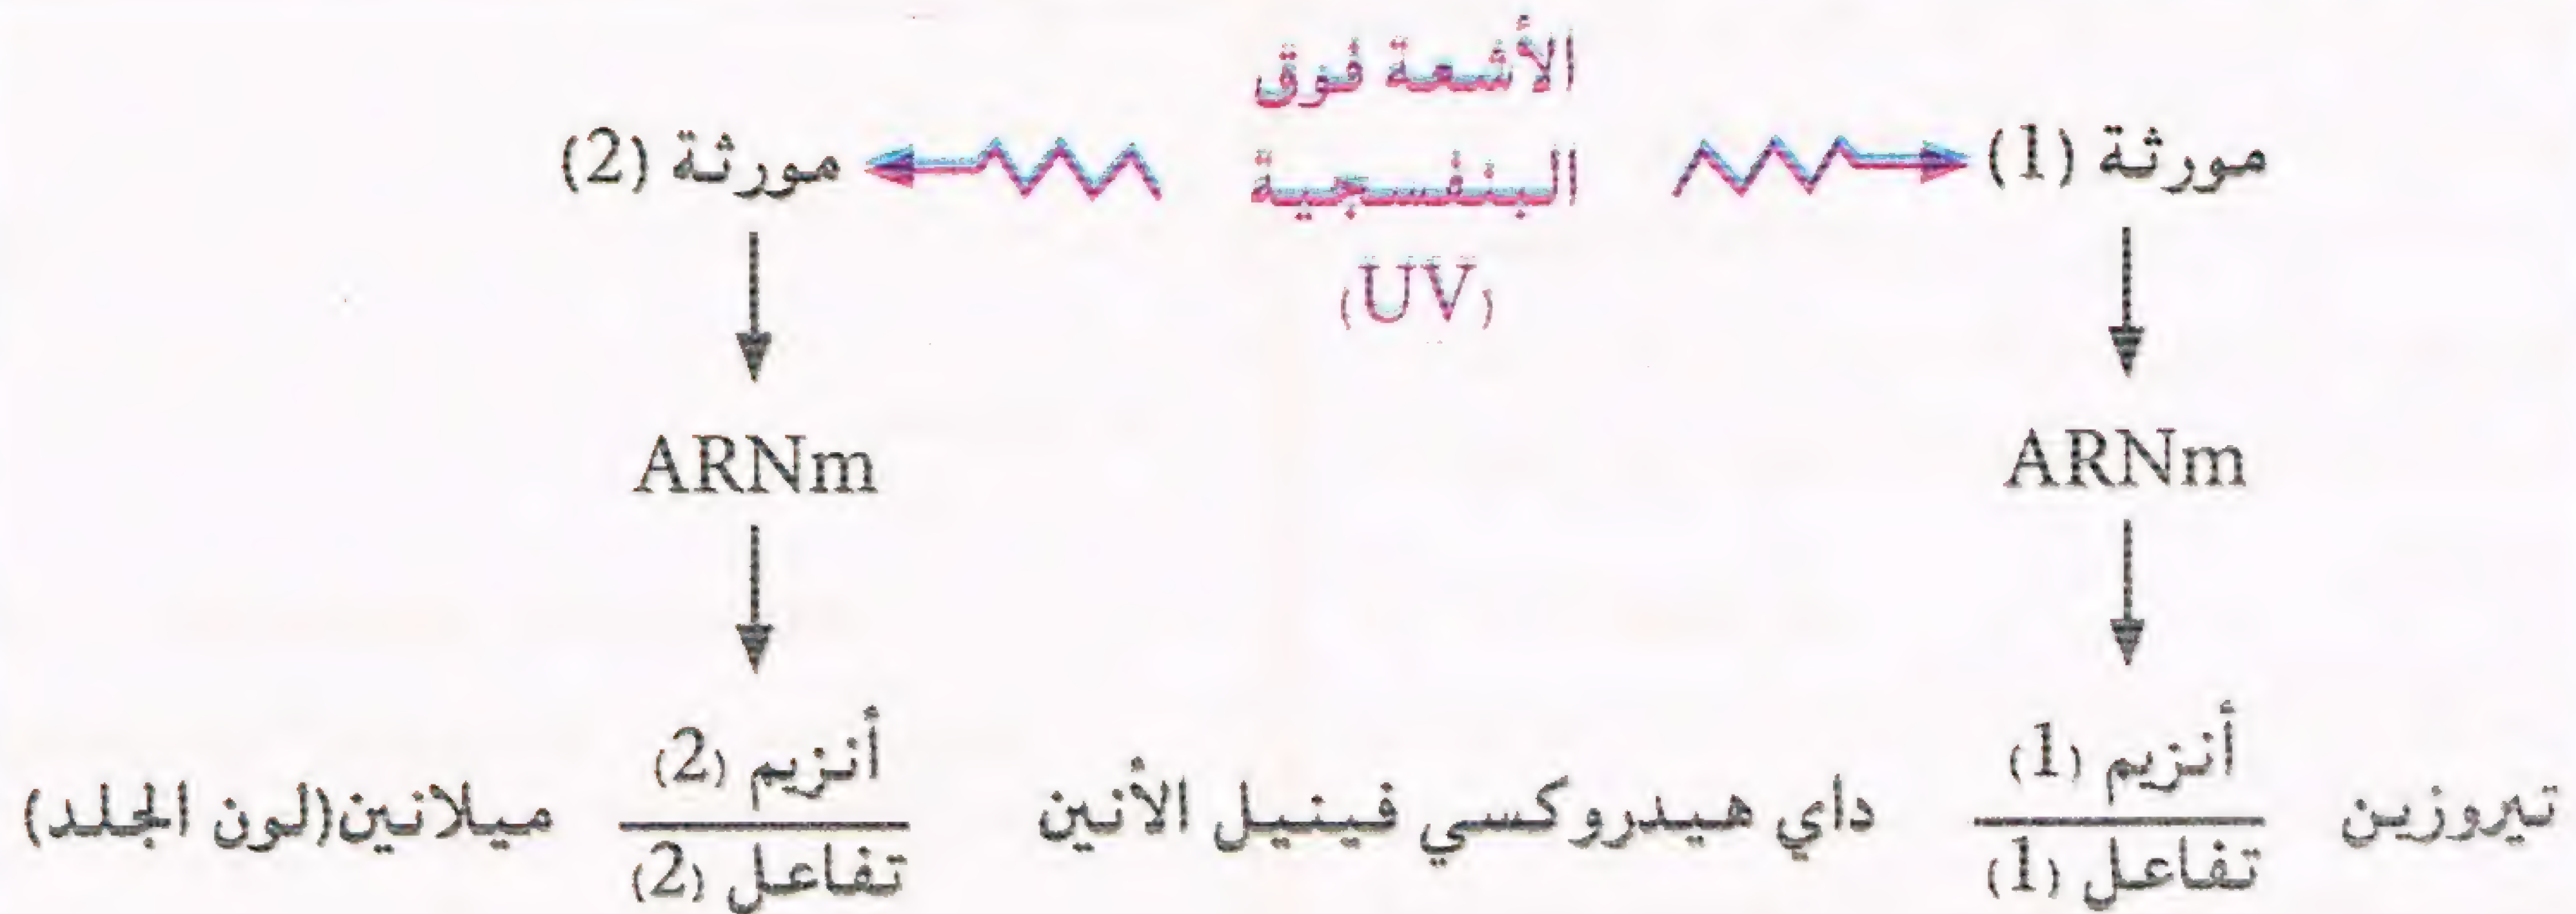 الأشعة فوق
البنفسجية
(UV)
مورثة (1)
مورثة (2)
ARNm
ARNm
تيروزين
أنزيم (1)
تفاعل (1)
داي هيدروكسي فينيل الأنين
أنزيم (2)
تفاعل (2)
ميلانين(لون الجلد)